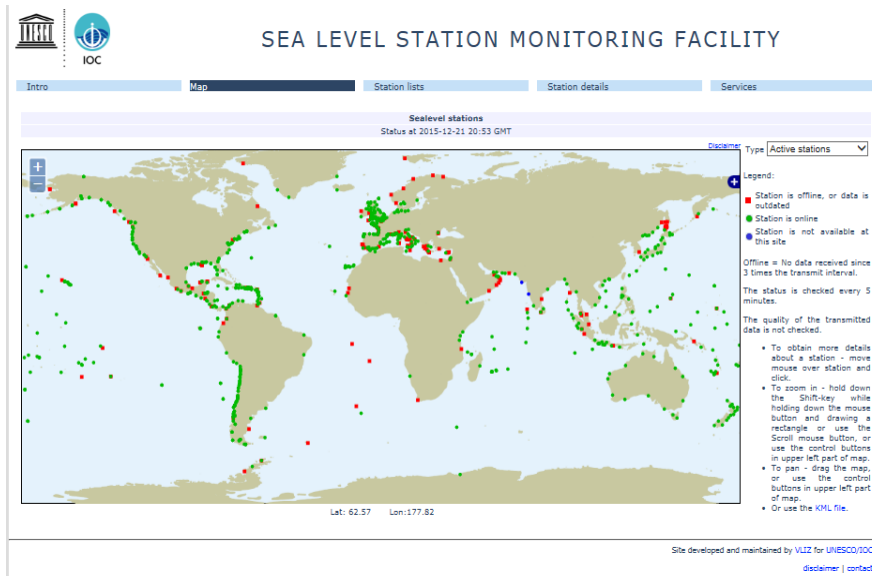 UNESCO
IOC
SEA LEVEL STATION MONITORING FACILITY
Intro
Map
Station lists
Station details
Services
Sealevel stations
Status at 2015-12-21 20:53 GMT
Disclaimer
Type Active stations
Legend:
Station is offline, or data is
outdated
Station is online
Station is not available at
this site
Offline = No data received since
3 times the transmit interval.
The status is checked every 5
minutes.
The quality of the transmitted
data is not checked.
• To obtain more details
about a station - move
mouse over station and
click.
• To zoom in - hold down
the Shift-key while
holding down the mouse
button and drawing a
rectangle or use the
Scroll mouse button, or
use the control buttons
in upper left part of map.
• To pan - drag the map,
or use the control
buttons in upper left part
of map.
• Or use the KML file.
Lat: 62.57 Lon:177.82
Site developed and maintained by VLIZ for UNESCO/IOC
disclaimer | contact